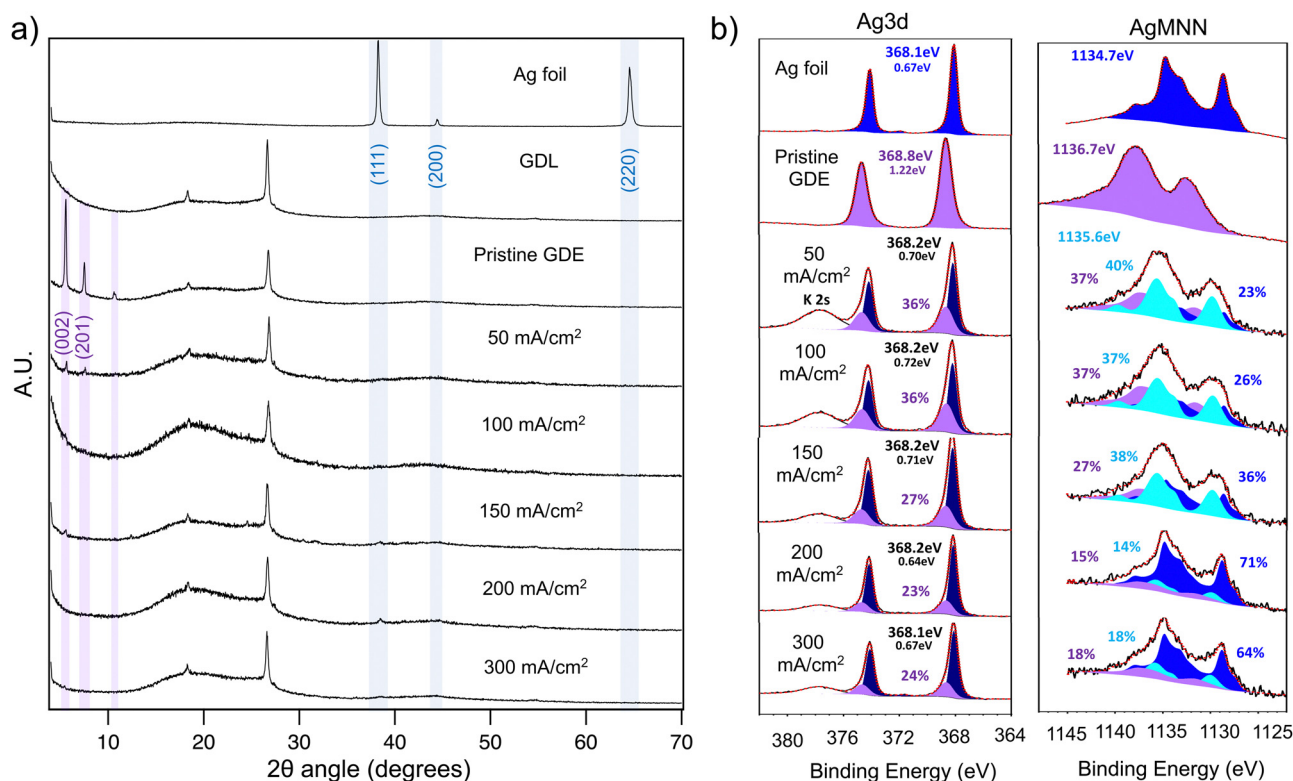 a)
Ag foil
GDL
(111)
(200)
(220)
Pristine GDE
(002)
(201)
50 mA/cm²
100 mA/cm²
150 mA/cm²
200 mA/cm²
300 mA/cm²
A.U.
10
20
30
40
50
60
70
2θ angle (degrees)
b)
Ag3d
Ag foil
368.1eV
0.67eV
Pristine
GDE
368.8eV
1.22eV
50
mA/cm²
368.2eV
0.70eV
K 2s
36%
100
mA/cm²
368.2eV
0.72eV
36%
150
mA/cm²
368.2eV
0.71eV
27%
200
mA/cm²
368.2eV
0.64eV
23%
300
mA/cm²
368.1eV
0.67eV
24%
380
376
372
368
364
Binding Energy (eV)
AgMNN
1134.7eV
1136.7eV
1135.6eV
37%
40%
23%
37%
37%
26%
27%
38%
36%
15%
14%
71%
18%
18%
64%
1145
1140
1135
1130
1125
Binding Energy (eV)